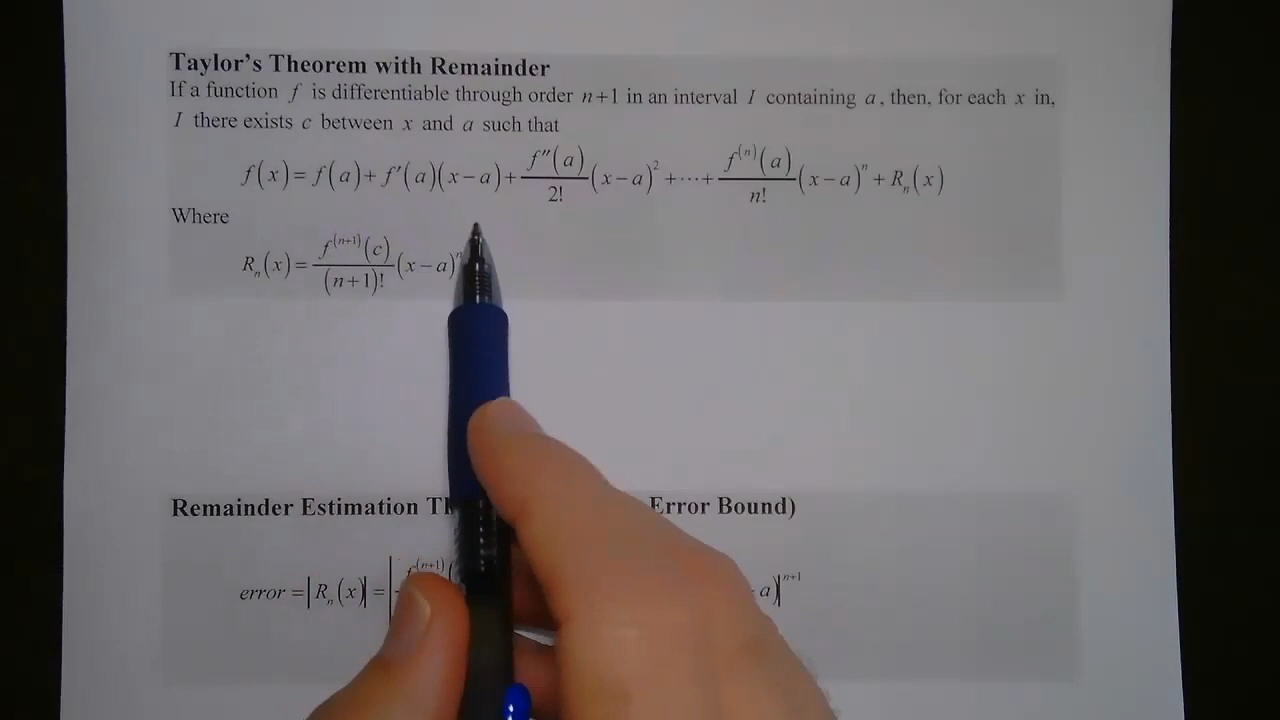 Taylor's Theorem with Remainder
If a function f is differentiable through order n+1 in an interval I containing a, then, for each x in,
I there exists c between x and a such that
f(x) = f(a) + f'(a)(x−a) + f''(a)/2! (x−a)² + ⋯ + f⁽ⁿ⁾(a)/n! (x−a)ⁿ + Rₙ(x)
Where
Rₙ(x) = f⁽ⁿ⁺¹⁾(c)/(n+1)! (x−a)ⁿ
Remainder Estimation Error Bound)
error = |Rₙ(x)| = | f⁽ⁿ⁺¹⁾( a)|ⁿ⁺¹